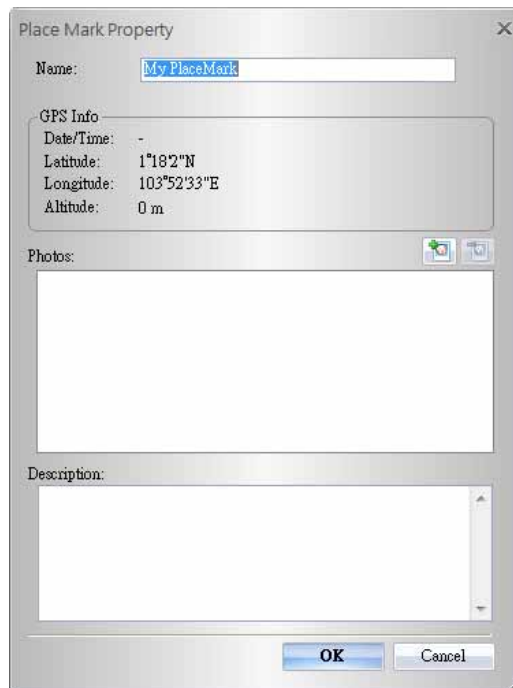 Place Mark Property
Name: My PlaceMark
GPS Info
Date/Time: -
Latitude: 1°18'2"N
Longitude: 103°52'33"E
Altitude: 0 m
Photos:
Description:
OK Cancel